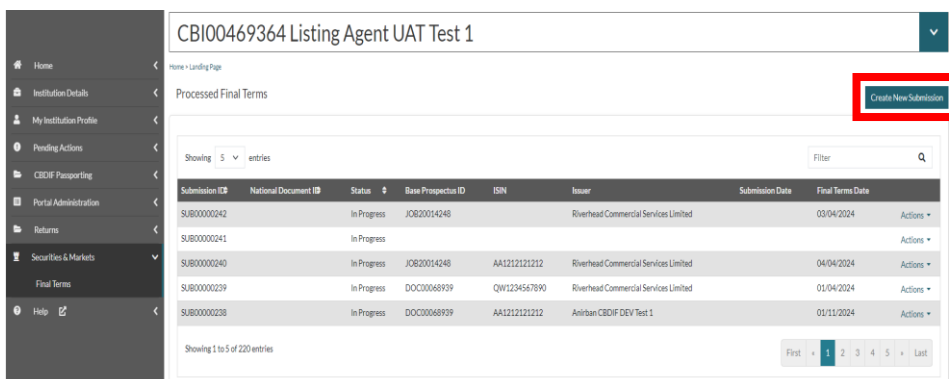 CBI00469364 Listing Agent UAT Test 1
Home
Institution Details
My Institution Profile
Pending Actions
CBDIF Passporting
Portal Administration
Returns
Securities & Markets
Final Terms
Help
Home > Landing Page
Processed Final Terms
Create New Submission
Showing 5 entries
Filter
Submission ID National Document ID Status Base Prospectus ID ISIN Issuer Submission Date Final Terms Date
SUB00000242 In Progress JOB20014248 Riverhead Commercial Services Limited 03/04/2024 Actions
SUB00000241 In Progress Actions
SUB00000240 In Progress JOB20014248 AA1212121212 Riverhead Commercial Services Limited 04/04/2024 Actions
SUB00000239 In Progress DOC00068939 QW1234567890 Riverhead Commercial Services Limited 01/04/2024 Actions
SUB00000238 In Progress DOC00068939 AA1212121212 Anirban CBDIF DEV Test 1 01/11/2024 Actions
Showing 1 to 5 of 220 entries
First « 1 2 3 4 5 » Last